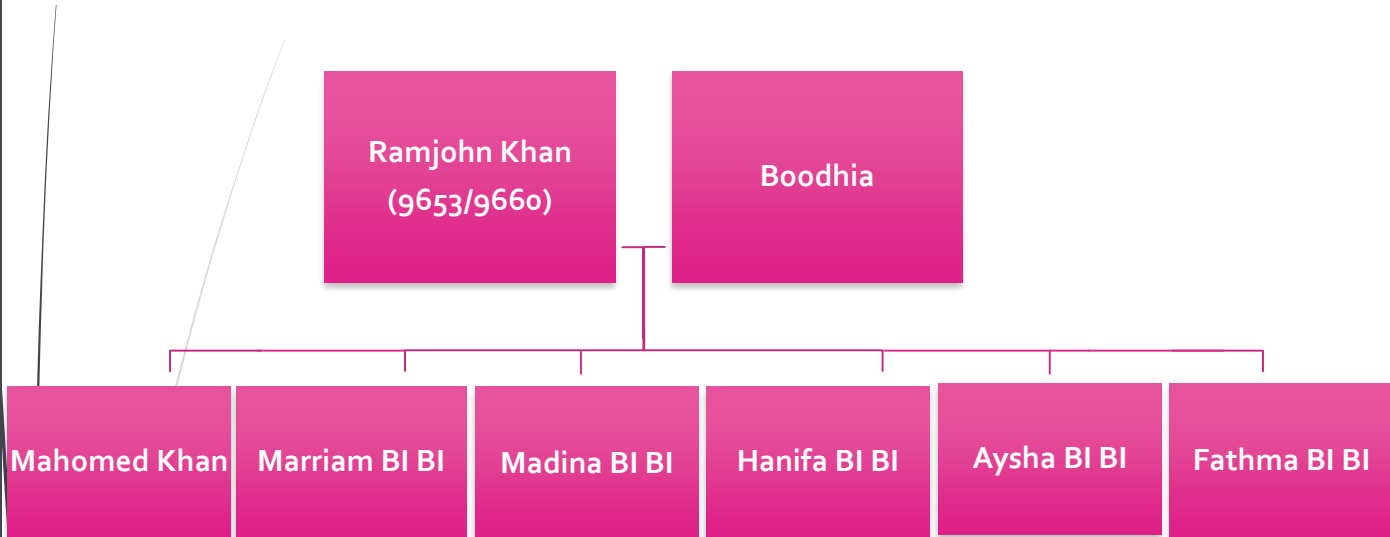 Ramjohn Khan
(9653/9660)
Boodhia
Mahomed Khan
Marriam BI BI
Madina BI BI
Hanifa BI BI
Aysha BI BI
Fathma BI BI